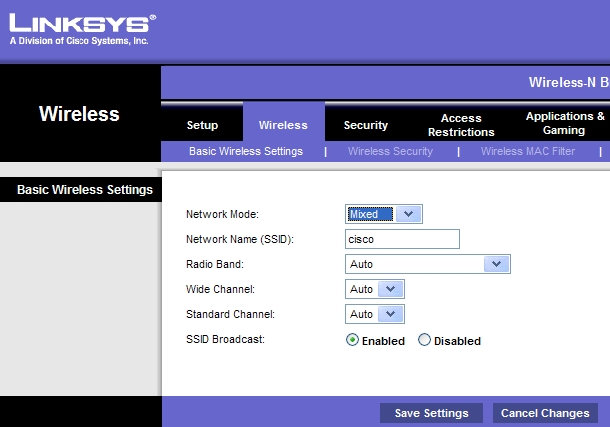 LINKSYS®
A Division of Cisco Systems, Inc.
Wireless-N B
Wireless
Setup
Wireless
Security
Access Restrictions
Applications & Gaming
Basic Wireless Settings | Wireless Security | Wireless MAC Filter |
Basic Wireless Settings
Network Mode: Mixed
Network Name (SSID): cisco
Radio Band: Auto
Wide Channel: Auto
Standard Channel: Auto
SSID Broadcast: Enabled Disabled
Save Settings Cancel Changes